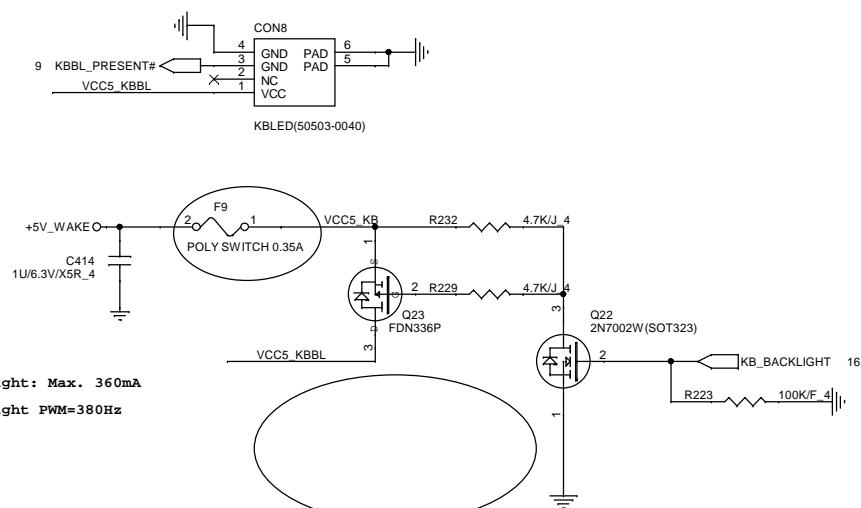 CON8
4 GND PAD 6
9 KBBL_PRESENT# 3 GND PAD 5
2 NC
VCC5_KBBL 1 VCC
KBLED(50503-0040)
F9
+5V_WAKE 2 1 VCC5_KB R232 4.7K/J_4
POLY SWITCH 0.35A
C414
1U/6.3V/X5R_4
1
S
G 2 R229 4.7K/J_4
Q23
FDN336P
D
3
VCC5_KBBL
3
Q22
2N7002W(SOT323)
2 KB_BACKLIGHT 16
R223 100K/F_4
1
ght: Max. 360mA
ght PWM=380Hz